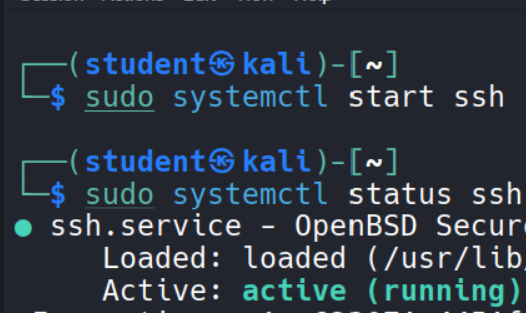 ┌──(student㉿kali)-[~]
└─$ sudo systemctl start ssh
┌──(student㉿kali)-[~]
└─$ sudo systemctl status ssh
● ssh.service - OpenBSD Secure
Loaded: loaded (/usr/lib/
Active: active (running)